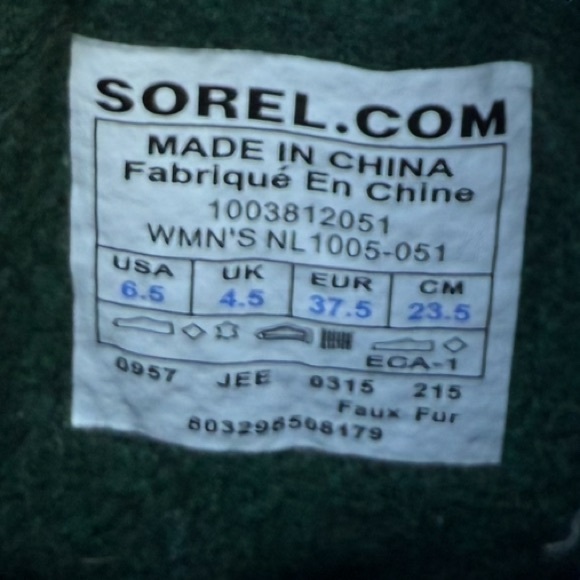 SOREL.COM
MADE IN CHINA
Fabriqué En Chine
1003812051
WMN'S NL1005-051
USA UK EUR CM
6.5 4.5 37.5 23.5
ECA-1
0957 JEE 0315 215
Faux Fur
803298508179